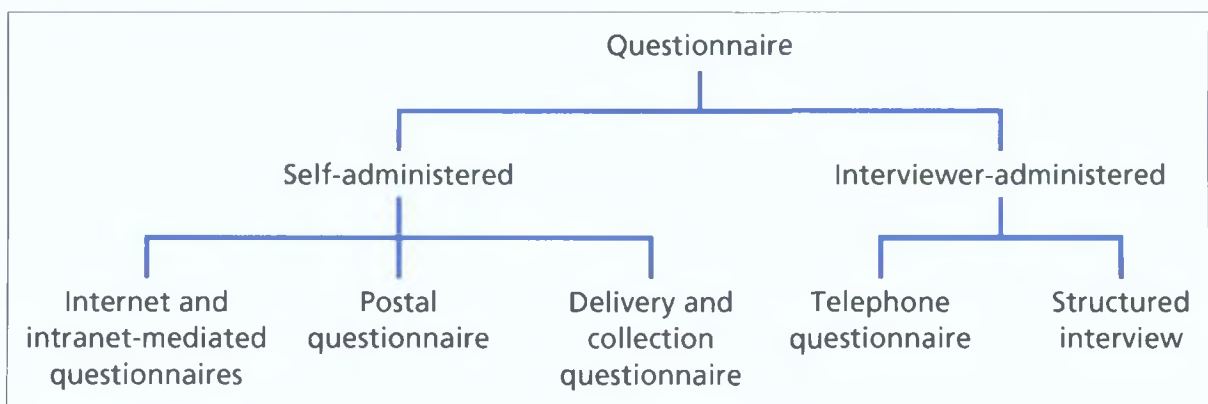 Questionnaire
Self-administered
Interviewer-administered
Internet and
intranet-mediated
questionnaires
Postal
questionnaire
Delivery and
collection
questionnaire
Telephone
questionnaire
Structured
interview